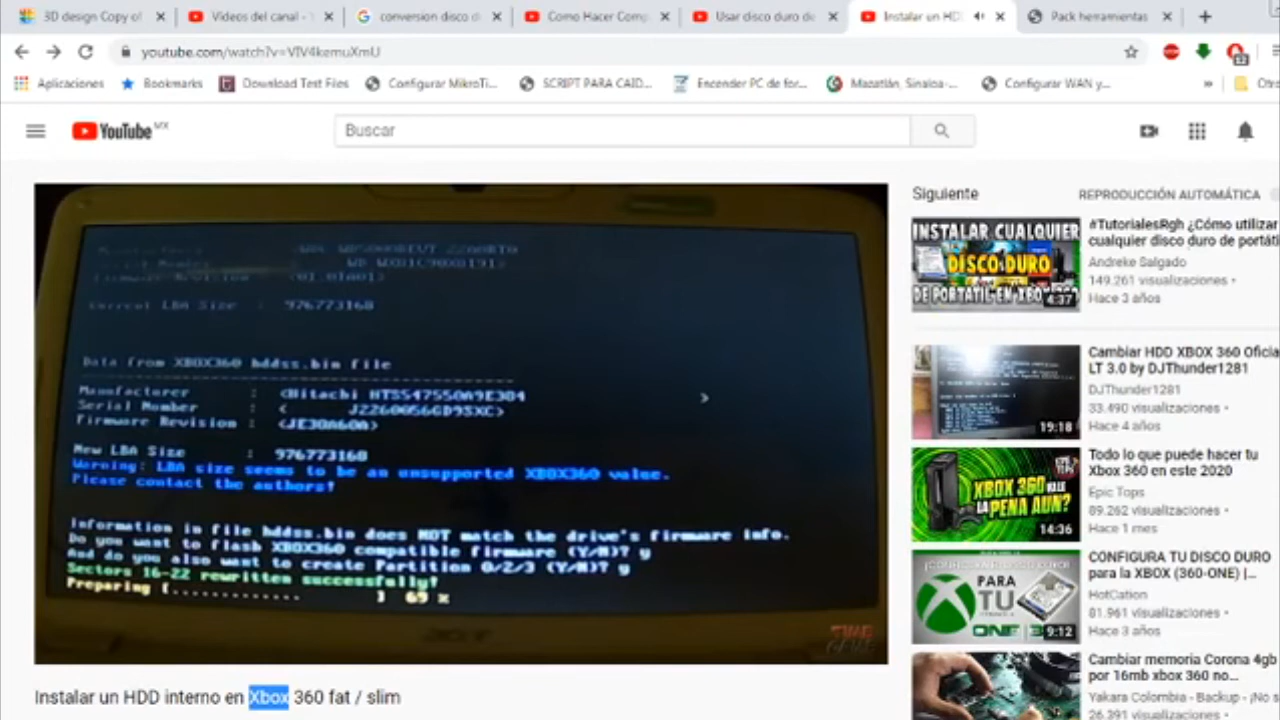 3D design Copy of
Videos del canal - Y
conversion disco d
Como Hacer Comp
Usar disco duro de
Instalar un HD
Pack herramientas
youtube.com/watch?v=VIV4kemuXmU
Aplicaciones
Bookmarks
Download Test Files
Configurar MikroTi...
SCRIPT PARA CAID...
Encender PC de for...
Mazatlán, Sinaloa-...
Configurar WAN y...
»
Otro
YouTube MX
Buscar
Current LBA Size : 976773168
Data from XBOX360 hddss.bin file
Manufacturer : <Hitachi HTS547550A9E384
Serial Number : < J2260056GD9SXC>
Firmware Revision : <JE3OA60A>
New LBA Size : 976773168
Warning: LBA size seems to be an unsupported XBOX360 value.
Please contact the authors!
Information in file hddss.bin does NOT match the drive's firmware info.
Do you want to flash XBOX360 compatible firmware (Y/N)? y
And do you also want to create Partition 0/2/3 (Y/N)? y
Sectors 16-22 rewritten successfully!
Preparing [............. ] 69 %
acer
Instalar un HDD interno en Xbox 360 fat / slim
Siguiente
REPRODUCCIÓN AUTOMÁTICA
INSTALAR CUALQUIER
DISCO DURO
DE PORTATIL EN XBOX 360
4:37
#TutorialesRgh ¿Cómo utilizar
cualquier disco duro de portáti
Andreke Salgado
149.261 visualizaciones •
Hace 3 años
19:18
Cambiar HDD XBOX 360 Oficia
LT 3.0 by DJThunder1281
DJThunder1281
33.490 visualizaciones •
Hace 4 años
XBOX 360 VALE
LA PENA AUN?
14:36
Todo lo que puede hacer tu
Xbox 360 en este 2020
Epic Tops
89.262 visualizaciones •
Hace 1 mes
PARA
TU
ONE
9:12
CONFIGURA TU DISCO DURO
para la XBOX (360-ONE) |...
HotCation
81.961 visualizaciones •
Hace 3 años
Cambiar memoria Corona 4gb
por 16mb xbox 360 no...
Yakara Colombia - Backup - ¡No s
26.391 visualizaciones •